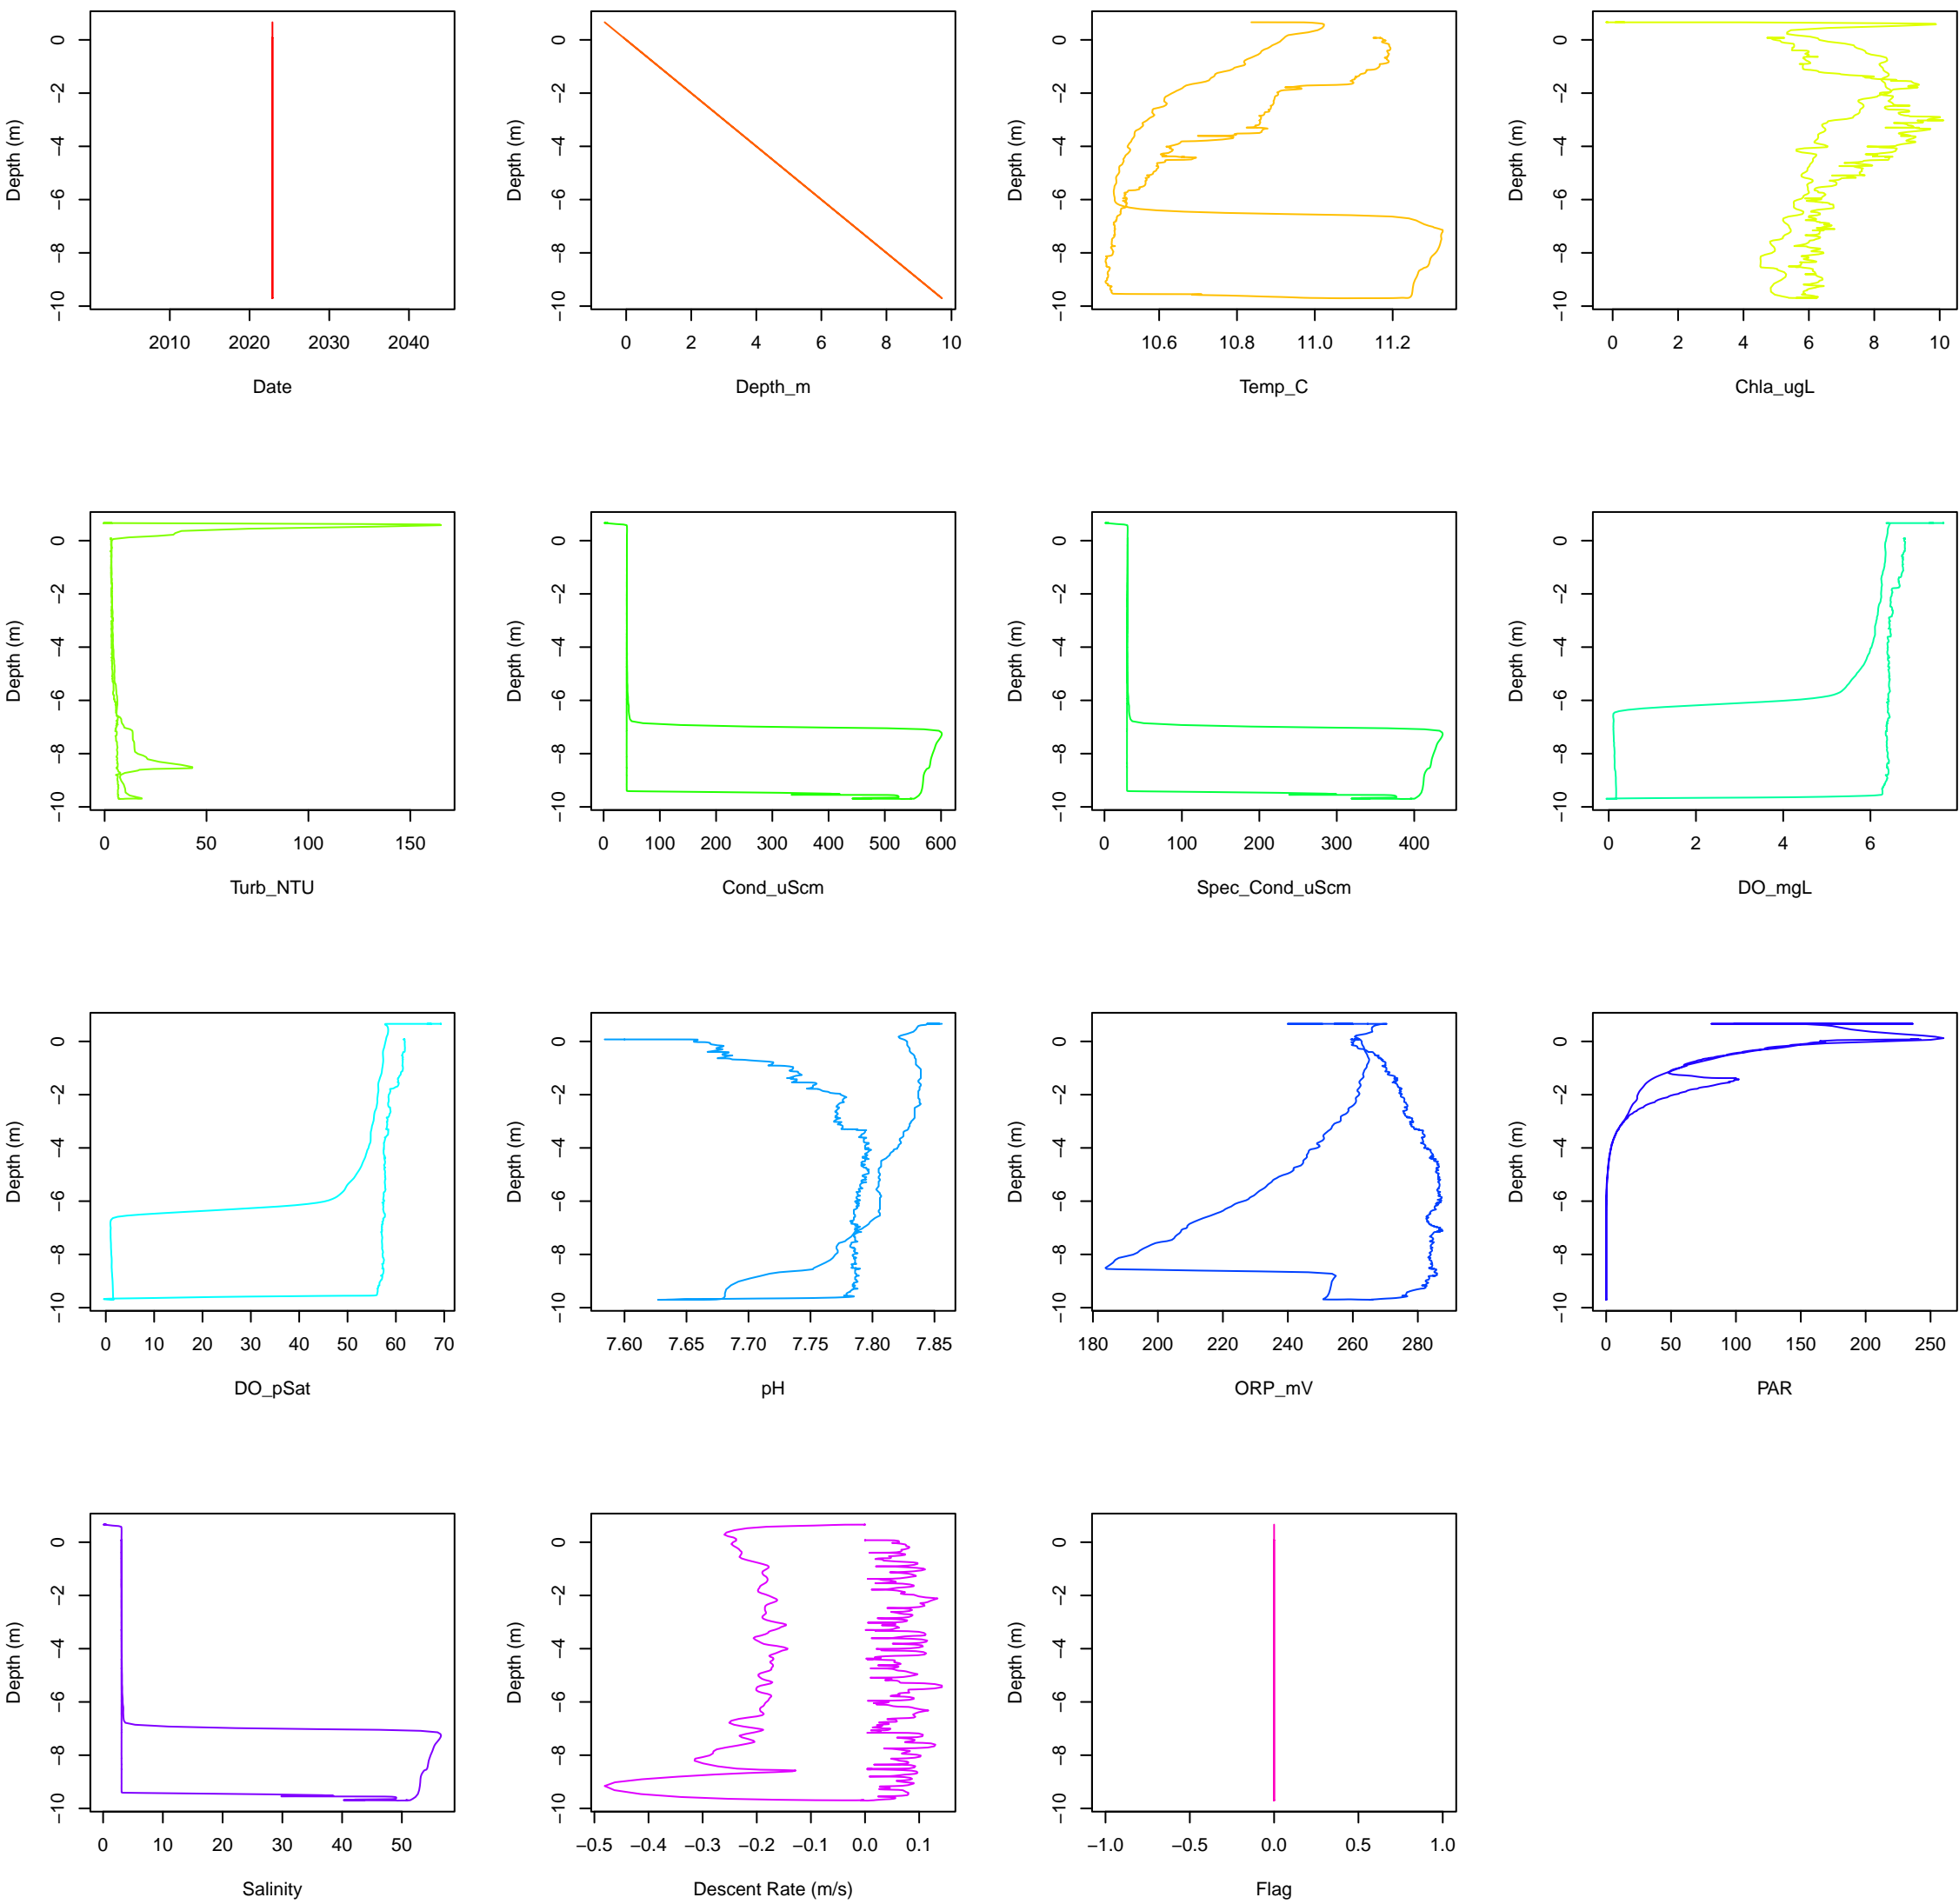 0
−2
−4
−6
−8
−10
Depth (m)
2010 2020 2030 2040
Date
0
−2
−4
−6
−8
−10
Depth (m)
0 2 4 6 8 10
Depth_m
0
−2
−4
−6
−8
−10
Depth (m)
10.6 10.8 11.0 11.2
Temp_C
0
−2
−4
−6
−8
−10
Depth (m)
0 2 4 6 8 10
Chla_ugL
0
−2
−4
−6
−8
−10
Depth (m)
0 50 100 150
Turb_NTU
0
−2
−4
−6
−8
−10
Depth (m)
0 100 200 300 400 500 600
Cond_uScm
0
−2
−4
−6
−8
−10
Depth (m)
0 100 200 300 400
Spec_Cond_uScm
0
−2
−4
−6
−8
−10
Depth (m)
0 2 4 6
DO_mgL
0
−2
−4
−6
−8
−10
Depth (m)
0 10 20 30 40 50 60 70
DO_pSat
0
−2
−4
−6
−8
−10
Depth (m)
7.60 7.65 7.70 7.75 7.80 7.85
pH
0
−2
−4
−6
−8
−10
Depth (m)
180 200 220 240 260 280
ORP_mV
0
−2
−4
−6
−8
−10
Depth (m)
0 50 100 150 200 250
PAR
0
−2
−4
−6
−8
−10
Depth (m)
0 10 20 30 40 50
Salinity
0
−2
−4
−6
−8
−10
Depth (m)
−0.5 −0.4 −0.3 −0.2 −0.1 0.0 0.1
Descent Rate (m/s)
0
−2
−4
−6
−8
−10
Depth (m)
−1.0 −0.5 0.0 0.5 1.0
Flag